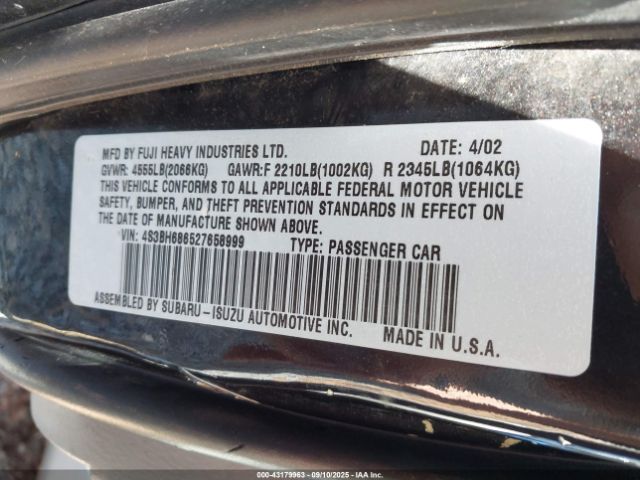 MFD BY FUJI HEAVY INDUSTRIES LTD. DATE: 4/02
GVWR: 4555LB(2066KG) GAWR:F 2210LB(1002KG) R 2345LB(1064KG)
THIS VEHICLE CONFORMS TO ALL APPLICABLE FEDERAL MOTOR VEHICLE
SAFETY, BUMPER, AND THEFT PREVENTION STANDARDS IN EFFECT ON
THE DATE OF MANUFACTURE SHOWN ABOVE.
VIN: 4S3BH686527658999 TYPE: PASSENGER CAR
ASSEMBLED BY SUBARU-ISUZU AUTOMOTIVE INC. MADE IN U.S.A.
000-43179963 - 09/10/2025 - IAAI.COM